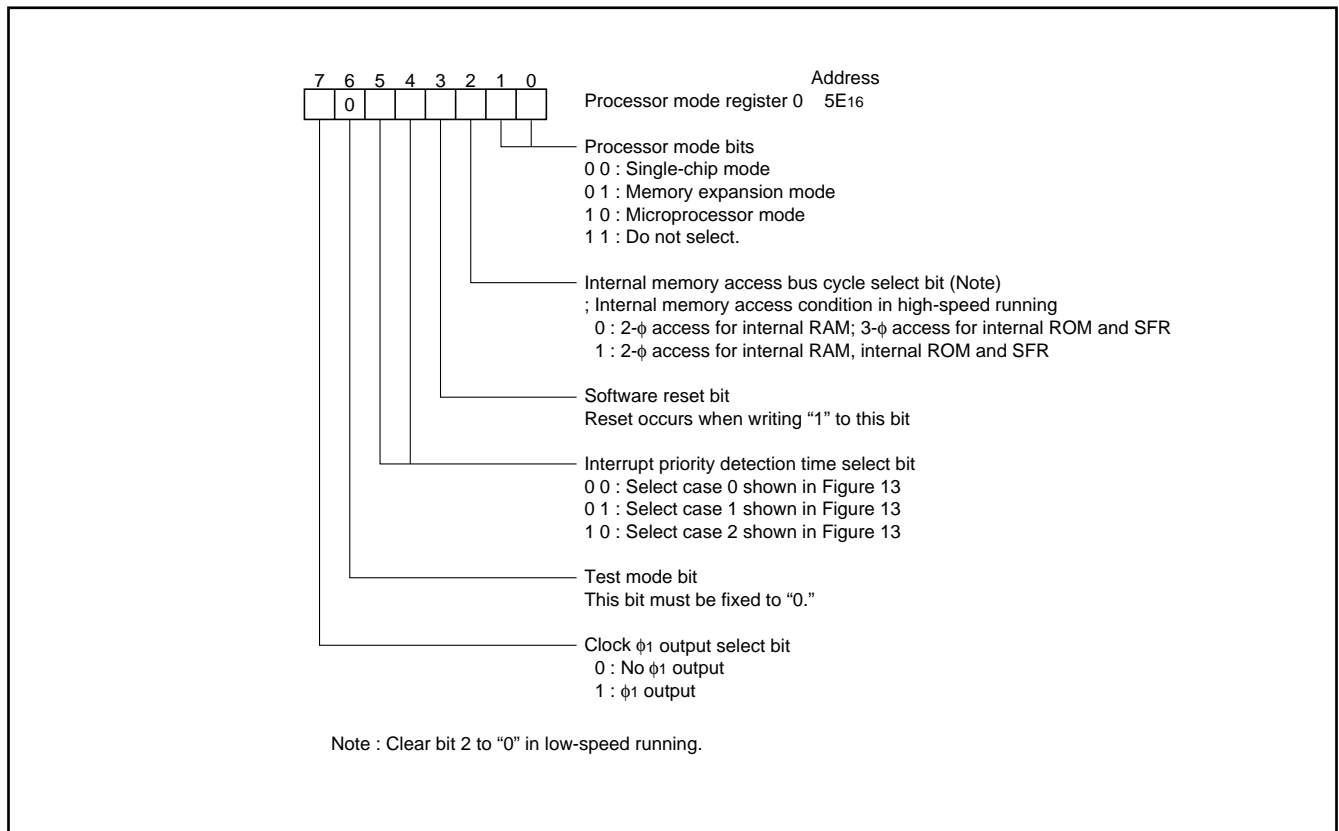 7 6 5 4 3 2 1 0
Address
0
Processor mode register 0 5E16
Processor mode bits
0 0 : Single-chip mode
0 1 : Memory expansion mode
1 0 : Microprocessor mode
1 1 : Do not select.
Internal memory access bus cycle select bit (Note)
; Internal memory access condition in high-speed running
0 : 2-ϕ access for internal RAM; 3-ϕ access for internal ROM and SFR
1 : 2-ϕ access for internal RAM, internal ROM and SFR
Software reset bit
Reset occurs when writing “1” to this bit
Interrupt priority detection time select bit
0 0 : Select case 0 shown in Figure 13
0 1 : Select case 1 shown in Figure 13
1 0 : Select case 2 shown in Figure 13
Test mode bit
This bit must be fixed to “0.”
Clock ϕ1 output select bit
0 : No ϕ1 output
1 : ϕ1 output
Note : Clear bit 2 to “0” in low-speed running.